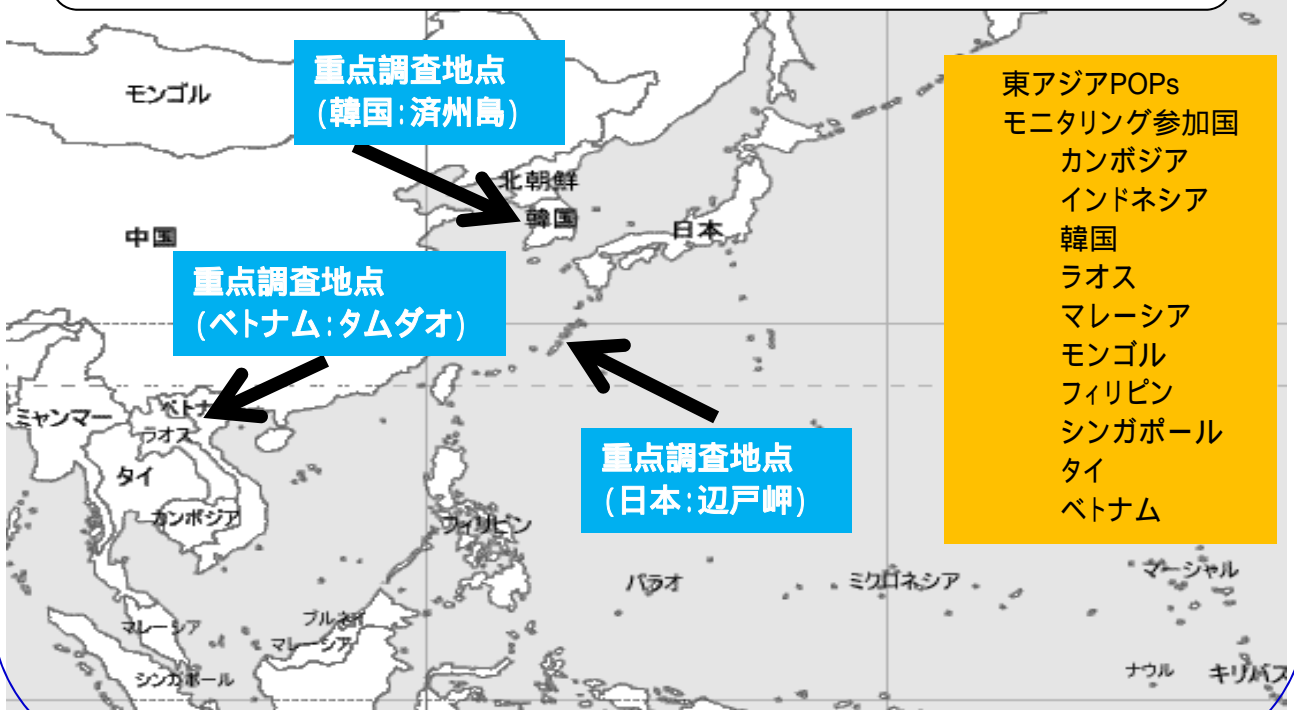 重点調査地点
(韓国:済州島)
モンゴル
北朝鮮
韓国
日本
中国
重点調査地点
(ベトナム:タムダオ)
ミャンマー
ベトナ
ラオス
タイ
カンボジア
重点調査地点
(日本:辺戸岬)
フィリピン
パラオ
ミクロネシア
マーシャル
マレーシア
ブルネイ
マレーシア
シンガポール
ナウル
キリバス
東アジアPOPs
モニタリング参加国
カンボジア
インドネシア
韓国
ラオス
マレーシア
モンゴル
フィリピン
シンガポール
タイ
ベトナム